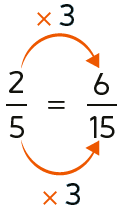 × 3
2/5 = 6/15
× 3